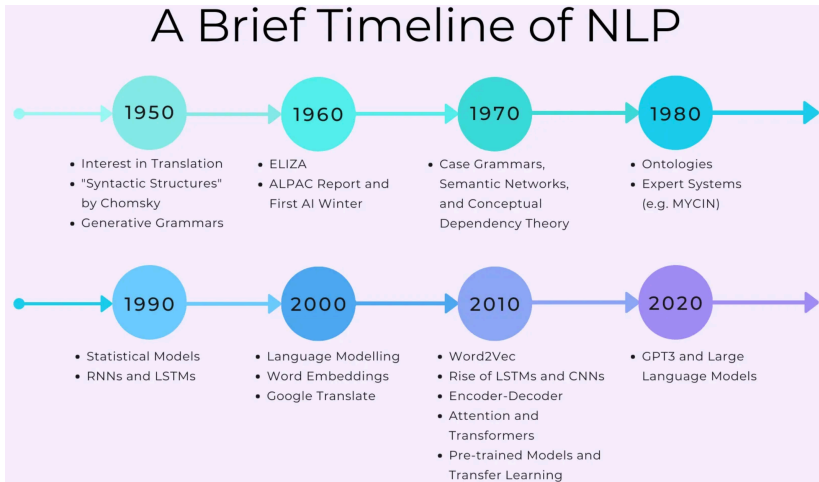 A Brief Timeline of NLP
1950
• Interest in Translation
• "Syntactic Structures"
by Chomsky
• Generative Grammars
1960
• ELIZA
• ALPAC Report and
First AI Winter
1970
• Case Grammars,
Semantic Networks,
and Conceptual
Dependency Theory
1980
• Ontologies
• Expert Systems
(e.g. MYCIN)
1990
• Statistical Models
• RNNs and LSTMs
2000
• Language Modelling
• Word Embeddings
• Google Translate
2010
• Word2Vec
• Rise of LSTMs and CNNs
• Encoder-Decoder
• Attention and
Transformers
• Pre-trained Models and
Transfer Learning
2020
• GPT3 and Large
Language Models